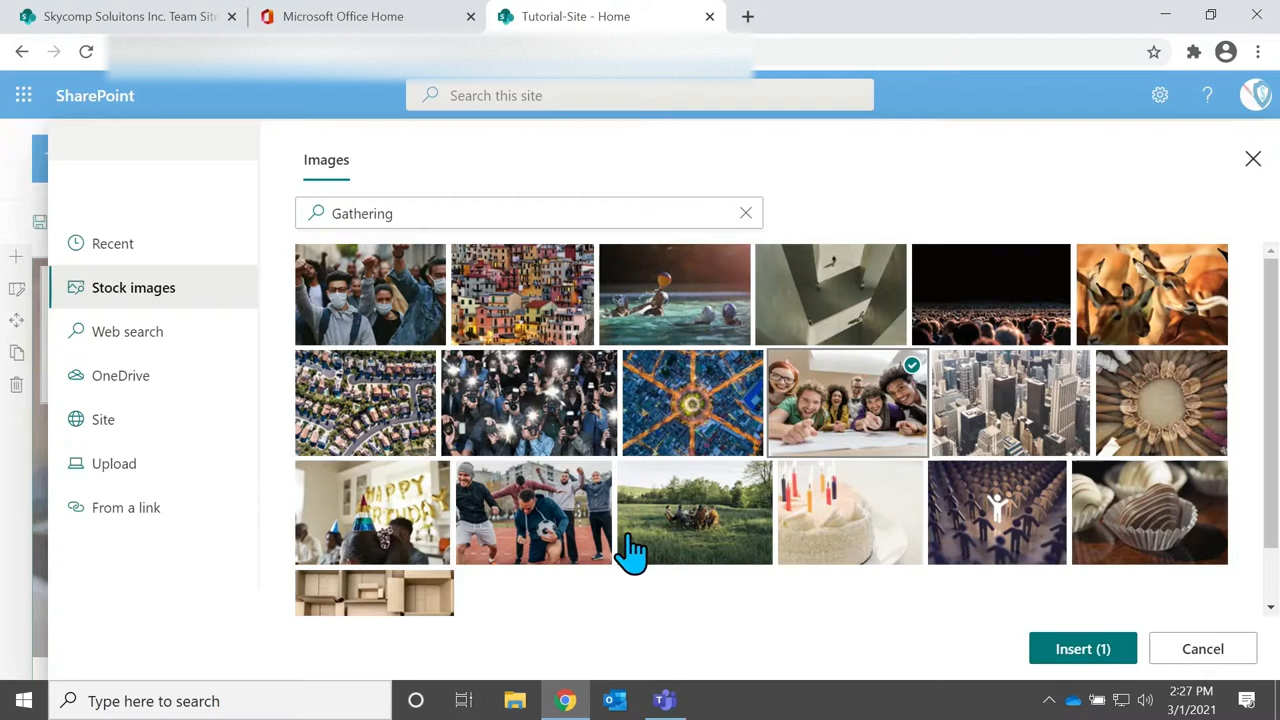 Skycomp Soluitons Inc. Team Site
Microsoft Office Home
Tutorial-Site - Home
SharePoint
Search this site
Images
Gathering
Recent
Stock images
Web search
OneDrive
Site
Upload
From a link
HAPPY
BIRTHDAY
Insert (1)
Cancel
Type here to search
2:27 PM
3/1/2021